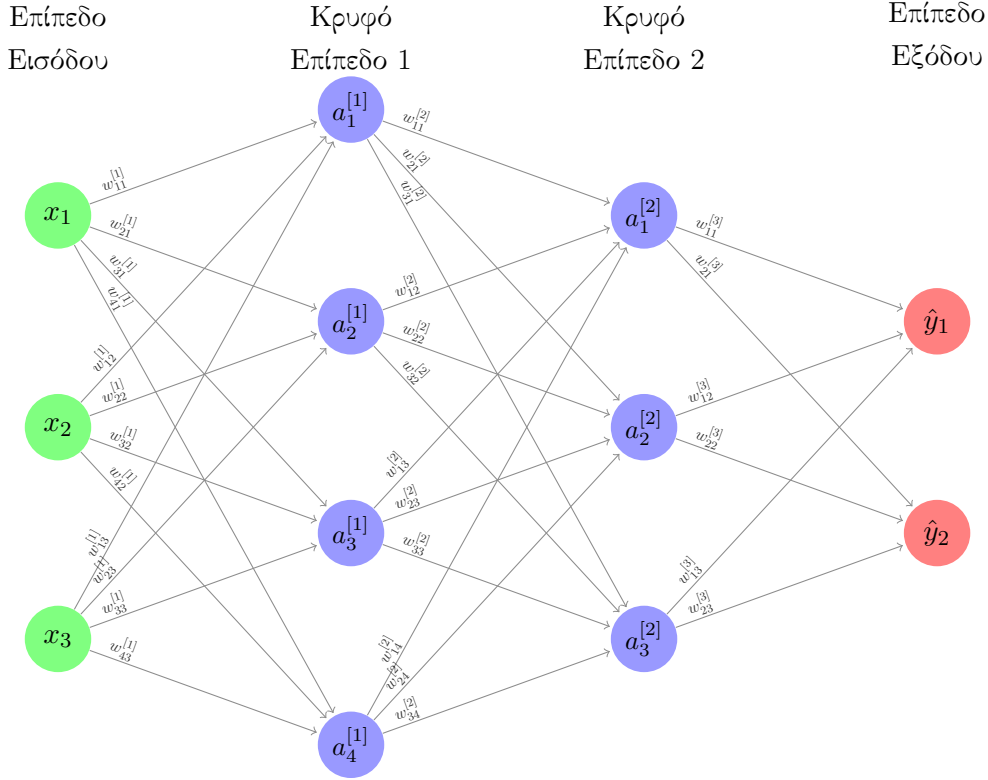 Επίπεδο
Εισόδου
Κρυφό
Επίπεδο 1
Κρυφό
Επίπεδο 2
Επίπεδο
Εξόδου
x_1
x_2
x_3
a_1^{[1]}
a_2^{[1]}
a_3^{[1]}
a_4^{[1]}
a_1^{[2]}
a_2^{[2]}
a_3^{[2]}
ŷ_1
ŷ_2
w_{11}^{[1]}
w_{21}^{[1]}
w_{31}^{[1]}
w_{41}^{[1]}
w_{12}^{[1]}
w_{22}^{[1]}
w_{32}^{[1]}
w_{42}^{[1]}
w_{13}^{[1]}
w_{23}^{[1]}
w_{33}^{[1]}
w_{43}^{[1]}
w_{11}^{[2]}
w_{21}^{[2]}
w_{31}^{[2]}
w_{12}^{[2]}
w_{22}^{[2]}
w_{32}^{[2]}
w_{13}^{[2]}
w_{23}^{[2]}
w_{33}^{[2]}
w_{14}^{[2]}
w_{24}^{[2]}
w_{34}^{[2]}
w_{11}^{[3]}
w_{21}^{[3]}
w_{12}^{[3]}
w_{22}^{[3]}
w_{13}^{[3]}
w_{23}^{[3]}